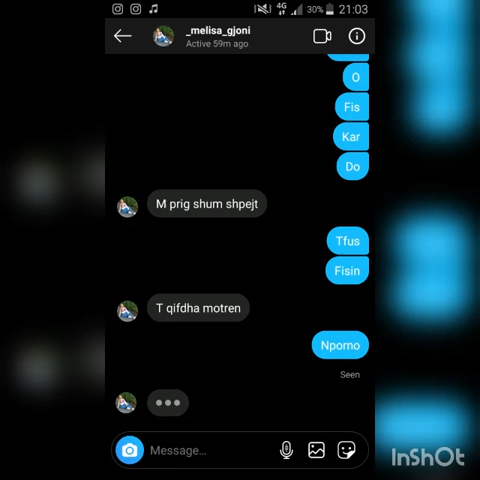 4G 30% 21:03
_melisa_gjoni
Active 59m ago
O
Fis
Kar
Do
M prig shum shpejt
Tfus
Fisin
T qifdha motren
Nporno
Seen
Message...
InShOt